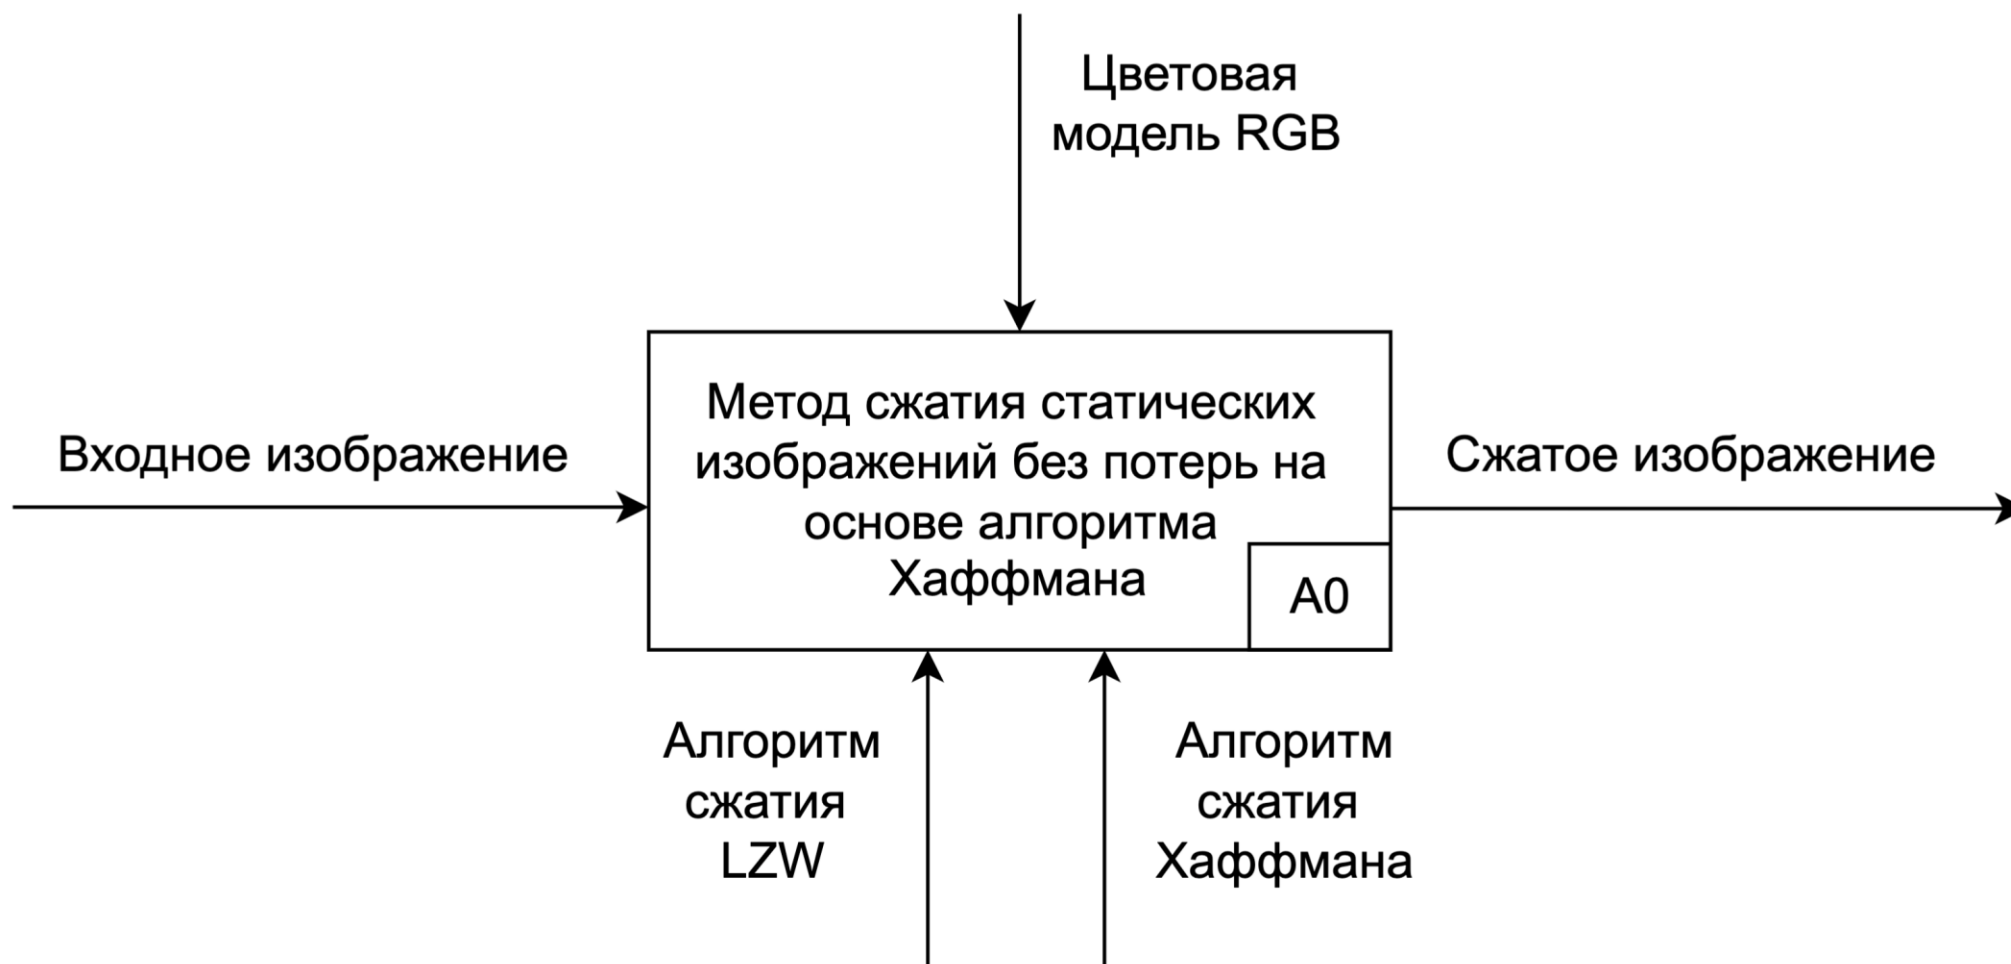 Цветовая
модель RGB
Входное изображение
Метод сжатия статических
изображений без потерь на
основе алгоритма
Хаффмана
A0
Сжатое изображение
Алгоритм
сжатия
LZW
Алгоритм
сжатия
Хаффмана